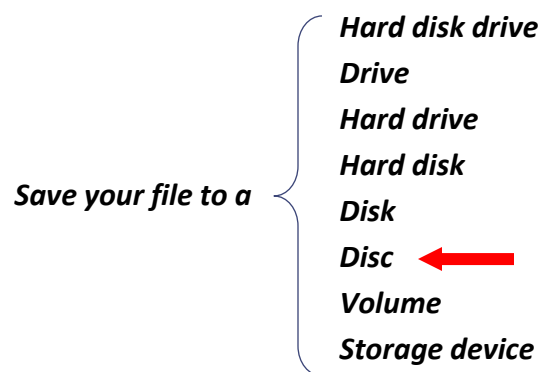 Save your file to a
Hard disk drive
Drive
Hard drive
Hard disk
Disk
Disc
Volume
Storage device